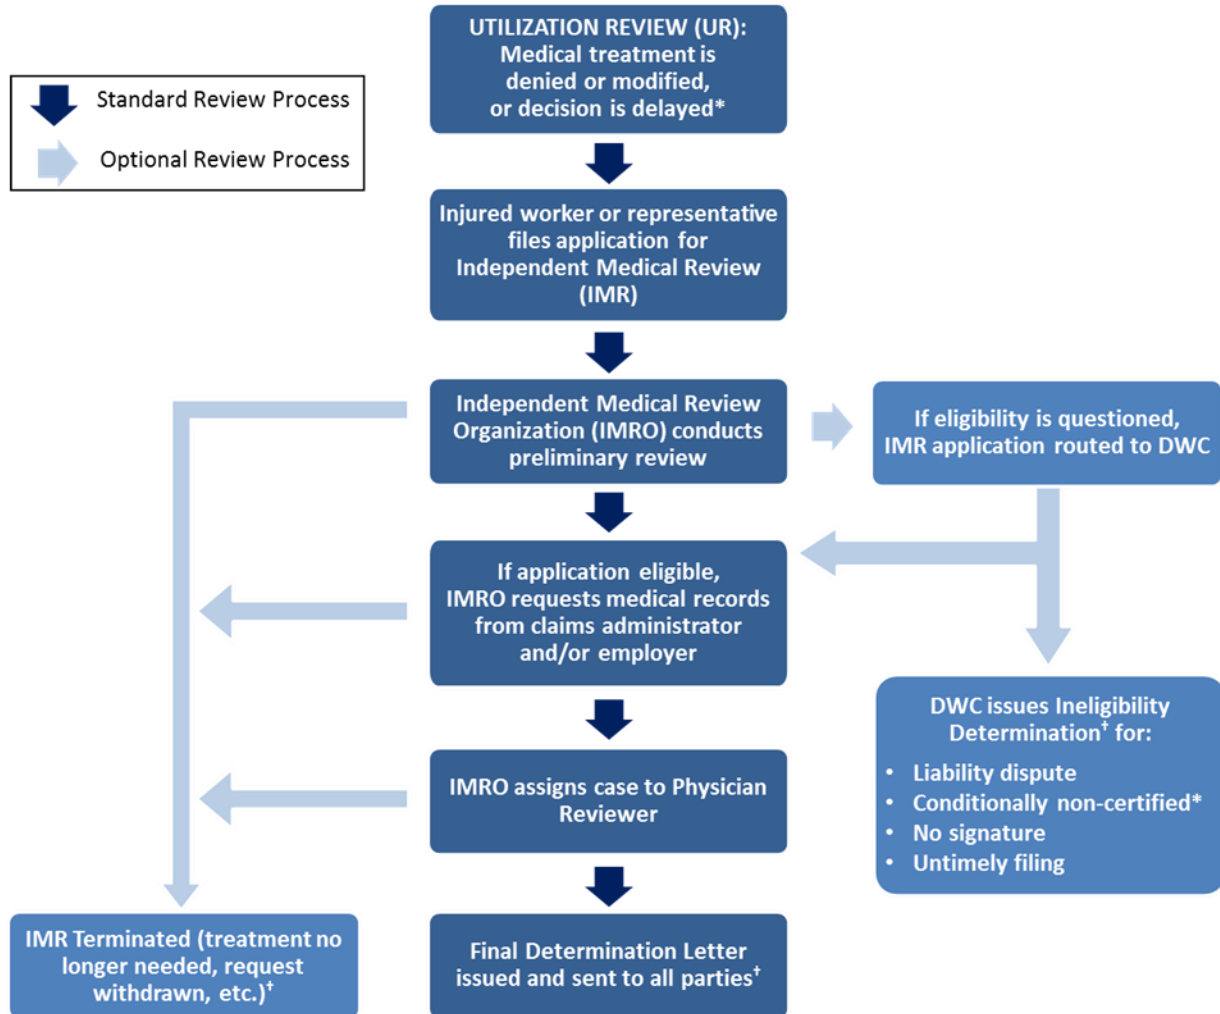 UTILIZATION REVIEW (UR):
Medical treatment is
denied or modified,
or decision is delayed*
Standard Review Process
Optional Review Process
Injured worker or representative
files application for
Independent Medical Review
(IMR)
Independent Medical Review
Organization (IMRO) conducts
preliminary review
If eligibility is questioned,
IMR application routed to DWC
If application eligible,
IMRO requests medical records
from claims administrator
and/or employer
DWC issues Ineligibility
Determination† for:
• Liability dispute
• Conditionally non-certified*
• No signature
• Untimely filing
IMRO assigns case to Physician
Reviewer
IMR Terminated (treatment no
longer needed, request
withdrawn, etc.)†
Final Determination Letter
issued and sent to all parties†